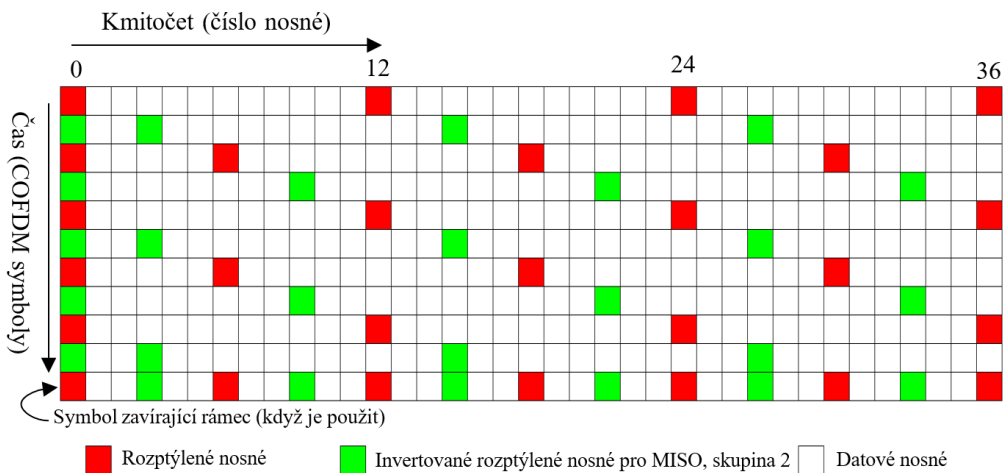 Kmitočet (číslo nosné)
0 12 24 36
Čas (COFDM symboly)
Symbol zavírající rámec (když je použit)
Rozptýlené nosné
Invertované rozptýlené nosné pro MISO, skupina 2
Datové nosné